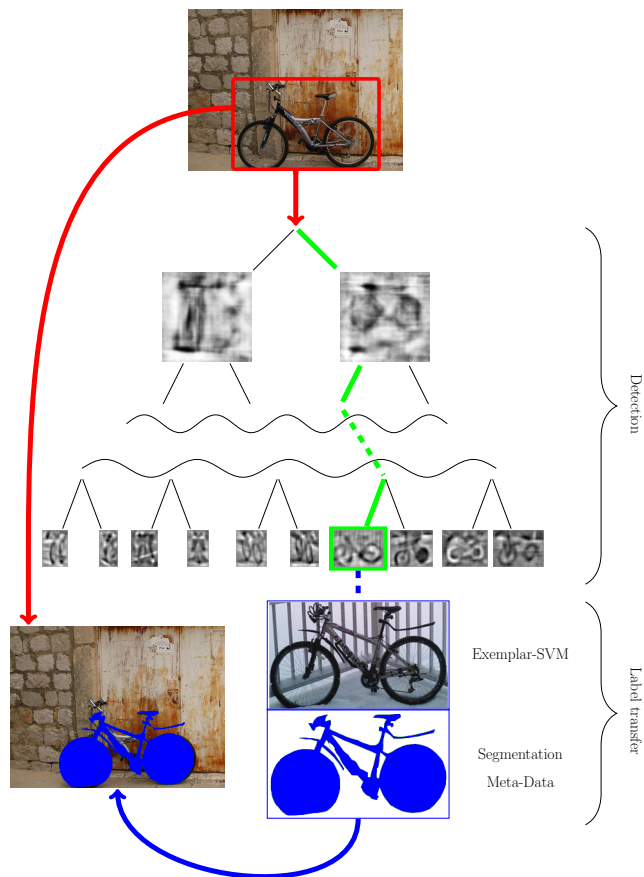 Detection
Exemplar-SVM
Label transfer
Segmentation
Meta-Data